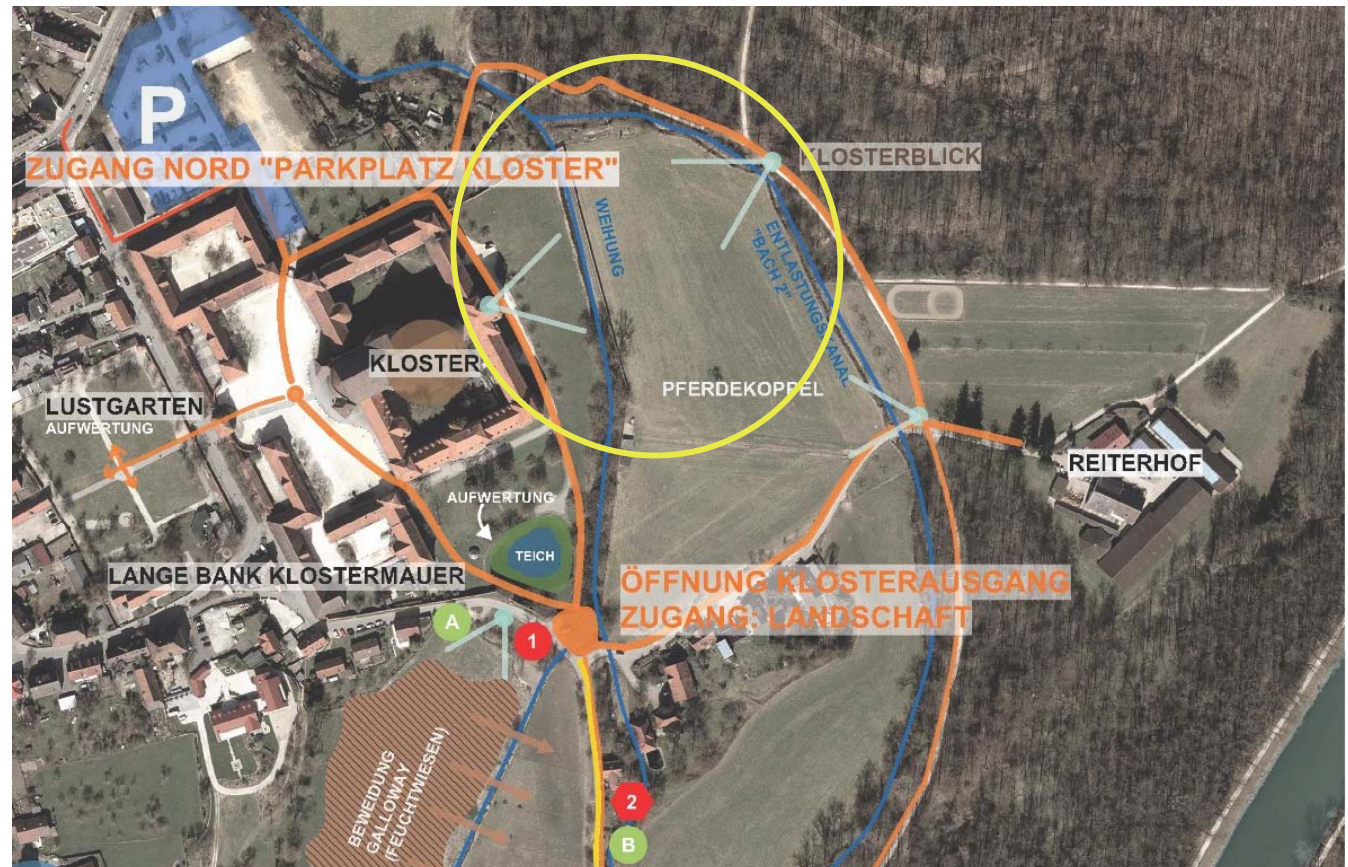 P
ZUGANG NORD "PARKPLATZ KLOSTER"
KLOSTERBLICK
WEIHUNG
ENTLASTUNGSKANAL
"BACH 2"
KLOSTER
PFERDEKOPPEL
LUSTGARTEN
AUFWERTUNG
REITERHOF
AUFWERTUNG
TEICH
LANGE BANK KLOSTERMAUER
ÖFFNUNG KLOSTERAUSGANG
ZUGANG: LANDSCHAFT
A
1
BEWEIDUNG
GALLOWAY
(FEUCHTWIESEN)
2
B